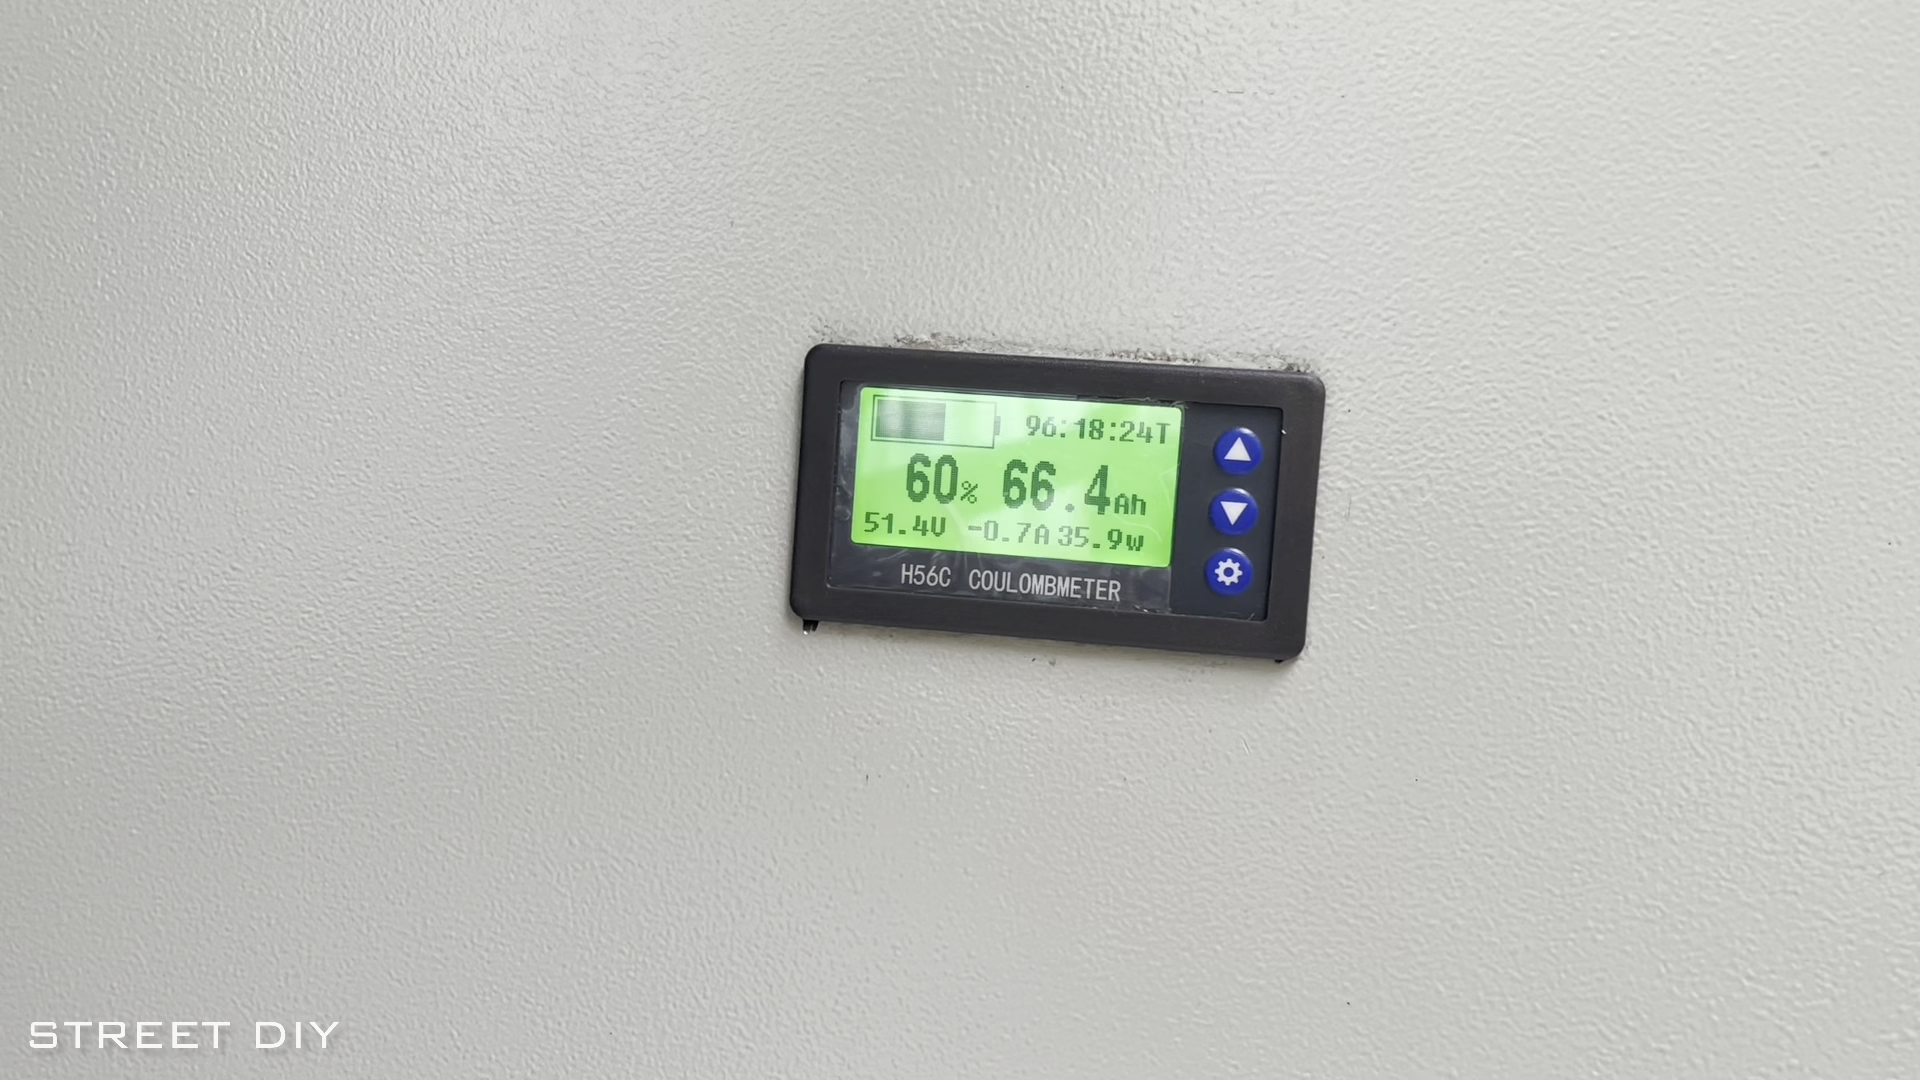 96:18:24T
60% 66.4Ah
51.4V -0.7A 35.9w
H56C COULOMBMETER
STREET DIY